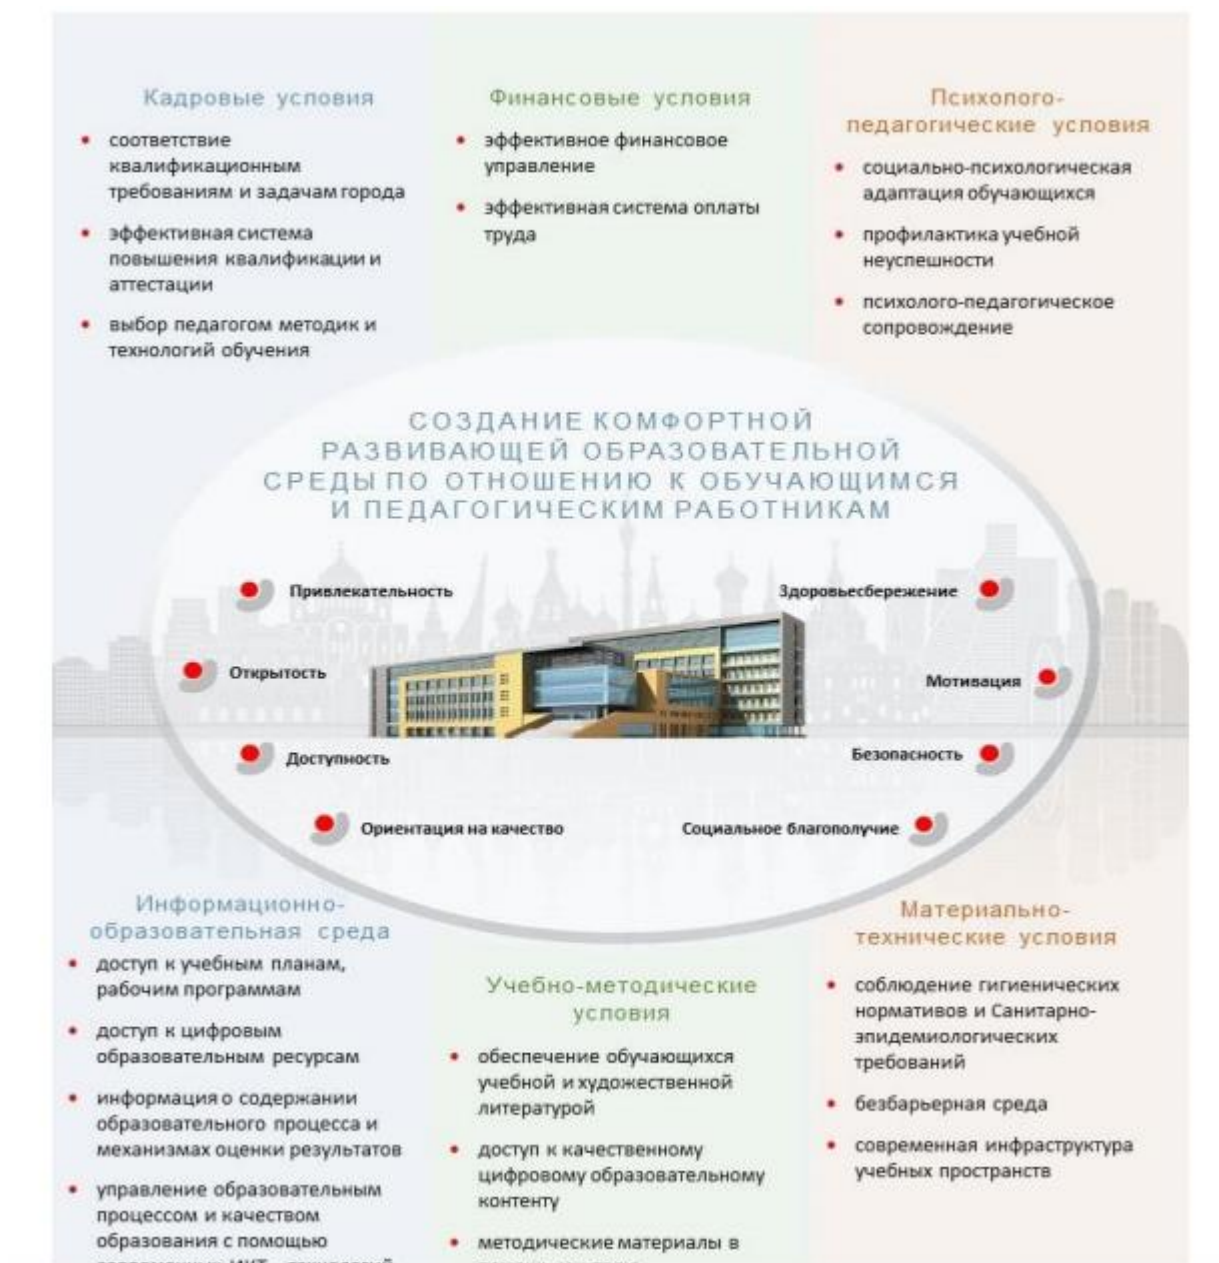 Кадровые условия
• соответствие
квалификационным
требованиям и задачам города
• эффективная система
повышения квалификации и
аттестации
• выбор педагогом методик и
технологий обучения
Финансовые условия
• эффективное финансовое
управление
• эффективная система оплаты
труда
Психолого-
педагогические условия
• социально-психологическая
адаптация обучающихся
• профилактика учебной
неуспешности
• психолого-педагогическое
сопровождение
СОЗДАНИЕ КОМФОРТНОЙ
РАЗВИВАЮЩЕЙ ОБРАЗОВАТЕЛЬНОЙ
СРЕДЫ ПО ОТНОШЕНИЮ К ОБУЧАЮЩИМСЯ
И ПЕДАГОГИЧЕСКИМ РАБОТНИКАМ
Привлекательность
Открытость
Доступность
Ориентация на качество
Здоровьесбережение
Мотивация
Безопасность
Социальное благополучие
Информационно-
образовательная среда
• доступ к учебным планам,
рабочим программам
• доступ к цифровым
образовательным ресурсам
• информация о содержании
образовательного процесса и
механизмах оценки результатов
• управление образовательным
процессом и качеством
образования с помощью
Учебно-методические
условия
• обеспечение обучающихся
учебной и художественной
литературой
• доступ к качественному
цифровому образовательному
контенту
• методические материалы в
Материально-
технические условия
• соблюдение гигиенических
нормативов и Санитарно-
эпидемиологических
требований
• безбарьерная среда
• современная инфраструктура
учебных пространств